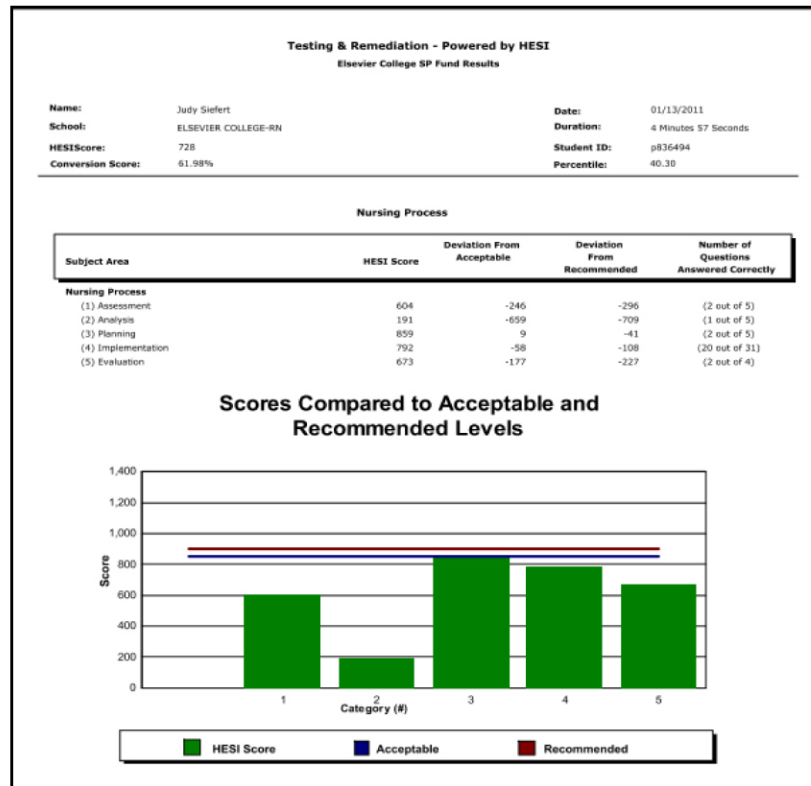 Testing & Remediation - Powered by HESI
Elsevier College SP Fund Results
Name: Judy Siefert Date: 01/13/2011
School: ELSEVIER COLLEGE-RN Duration: 4 Minutes 57 Seconds
HESIScore: 728 Student ID: p836494
Conversion Score: 61.98% Percentile: 40.30
Nursing Process
Subject Area HESI Score Deviation From Acceptable Deviation From Recommended Number of Questions Answered Correctly
Nursing Process
(1) Assessment 604 -246 -296 (2 out of 5)
(2) Analysis 191 -659 -709 (1 out of 5)
(3) Planning 859 9 -41 (2 out of 5)
(4) Implementation 792 -58 -108 (20 out of 31)
(5) Evaluation 673 -177 -227 (2 out of 4)
Scores Compared to Acceptable and
Recommended Levels
1,400
1,200
1,000
800
600
400
200
0
Score
1 2 3 4 5
Category (#)
HESI Score Acceptable Recommended